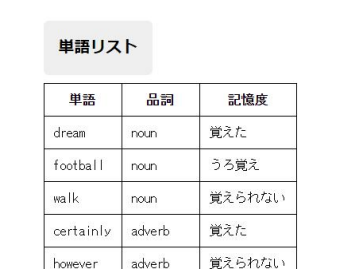 単語リスト
単語 品詞 記憶度
dream noun 覚えた
football noun うろ覚え
walk noun 覚えられない
certainly adverb 覚えた
however adverb 覚えられない